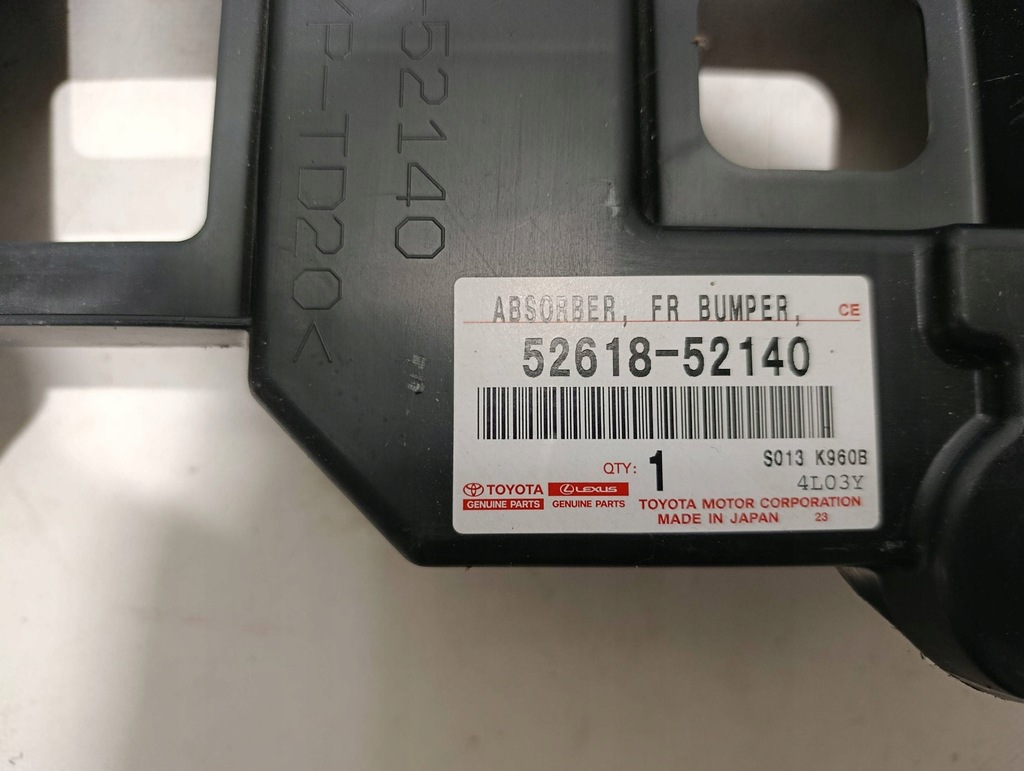 -52140
P-TD20<
ABSORBER, FR BUMPER, CE
52618-52140
QTY: 1
S013 K960B
4L03Y
TOYOTA LEXUS
GENUINE PARTS GENUINE PARTS
TOYOTA MOTOR CORPORATION
MADE IN JAPAN 23